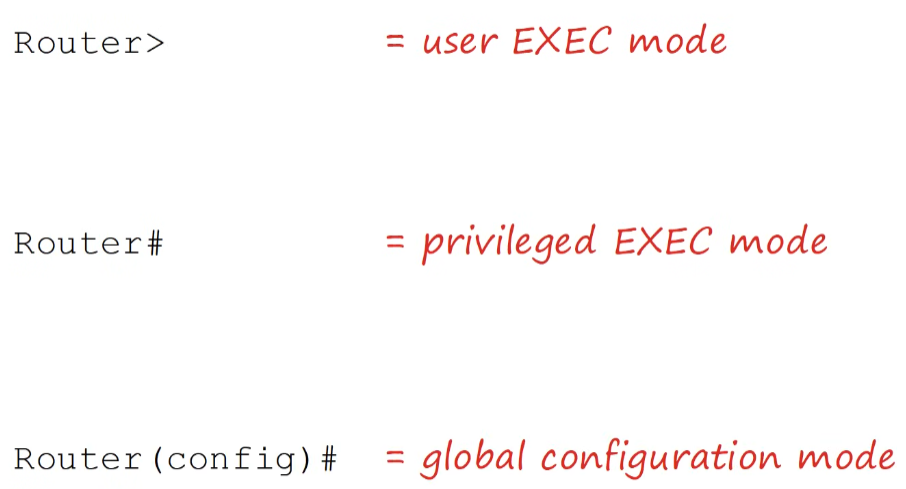 Router> = user EXEC mode
Router# = privileged EXEC mode
Router(config)# = global configuration mode